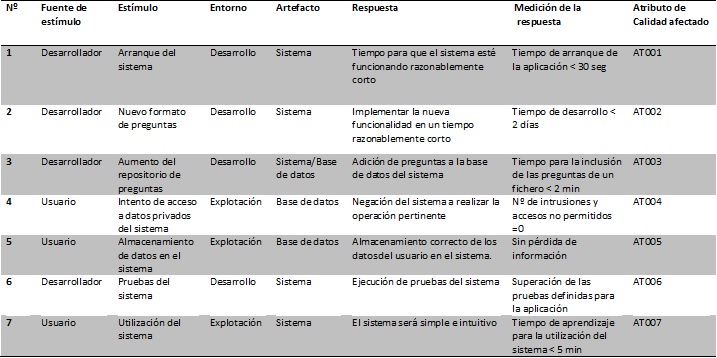 Nº Fuente de estímulo Estímulo Entorno Artefacto Respuesta Medición de la respuesta Atributo de Calidad afectado
1 Desarrollador Arranque del sistema Desarrollo Sistema Tiempo para que el sistema esté funcionando razonablemente corto Tiempo de arranque de la aplicación < 30 seg AT001
2 Desarrollador Nuevo formato de preguntas Desarrollo Sistema Implementar la nueva funcionalidad en un tiempo razonablemente corto Tiempo de desarrollo < 2 días AT002
3 Desarrollador Aumento del repositorio de preguntas Desarrollo Sistema/Base de datos Adición de preguntas a la base de datos del sistema Tiempo para la inclusión de las preguntas de un fichero < 2 min AT003
4 Usuario Intento de acceso a datos privados del sistema Explotación Base de datos Negación del sistema a realizar la operación pertinente Nº de intrusiones y accesos no permitidos =0 AT004
5 Usuario Almacenamiento de datos en el sistema Explotación Base de datos Almacenamiento correcto de los datos del usuario en el sistema. Sin pérdida de información AT005
6 Desarrollador Pruebas del sistema Desarrollo Sistema Ejecución de pruebas del sistema Superación de las pruebas definidas para la aplicación AT006
7 Usuario Utilización del sistema Explotación Sistema El sistema será simple e intuitivo Tiempo de aprendizaje para la utilización del sistema < 5 min AT007